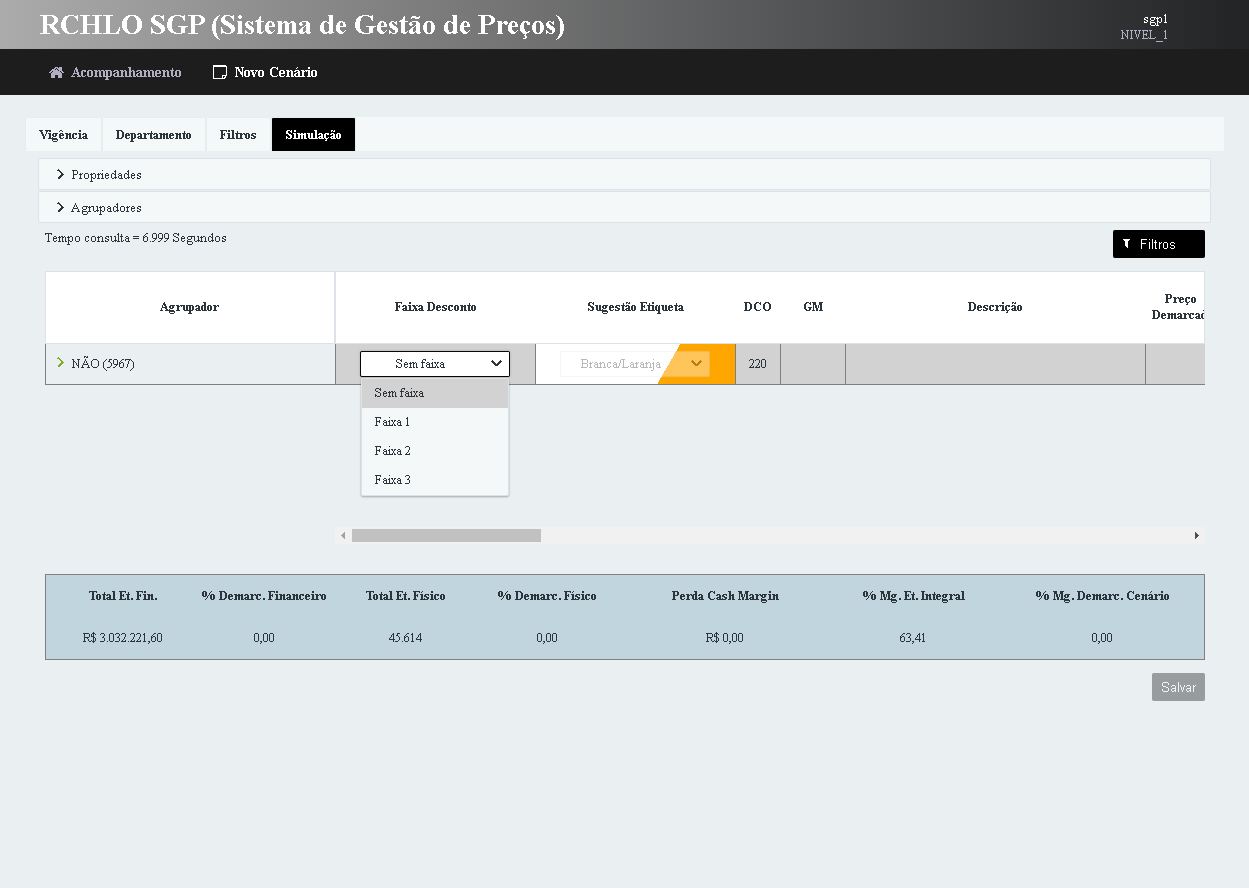 RCHLO SGP (Sistema de Gestão de Preços)
sgp1
NIVEL_1
Acompanhamento
Novo Cenário
Vigência
Departamento
Filtros
Simulação
Propriedades
Agrupadores
Tempo consulta = 6.999 Segundos
Filtros
Agrupador
Faixa Desconto
Sugestão Etiqueta
DCO
GM
Descrição
Preço
Demarcad
NÃO (5967)
Sem faixa
Branca/Laranja
220
Sem faixa
Faixa 1
Faixa 2
Faixa 3
Total Et. Fin.
% Demarc. Financeiro
Total Et. Físico
% Demarc. Físico
Perda Cash Margin
% Mg. Et. Integral
% Mg. Demarc. Cenário
R$ 3.032.221,60
0,00
45.614
0,00
R$ 0,00
63,41
0,00
Salvar